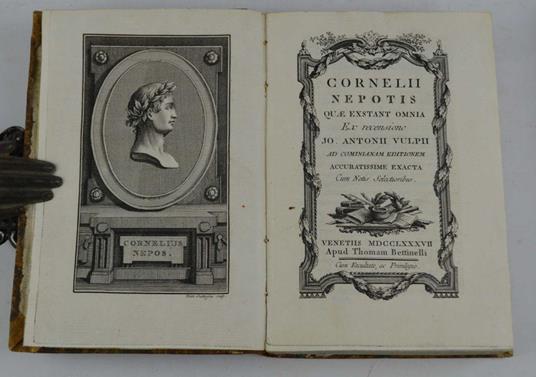 CORNELIUS
NEPOS.
CORNELII
NEPOTIS
QUÆ EXSTANT OMNIA
Ex recensione
JO. ANTONII VULPII
AD COMINIANAM EDITIONEM
ACCURATISSIME EXACTA
Cum Notis Selectioribus.
VENETIIS MDCCLXXXVII
Apud Thomam Bettinelli
Cum Facultate, ac Privilegio.